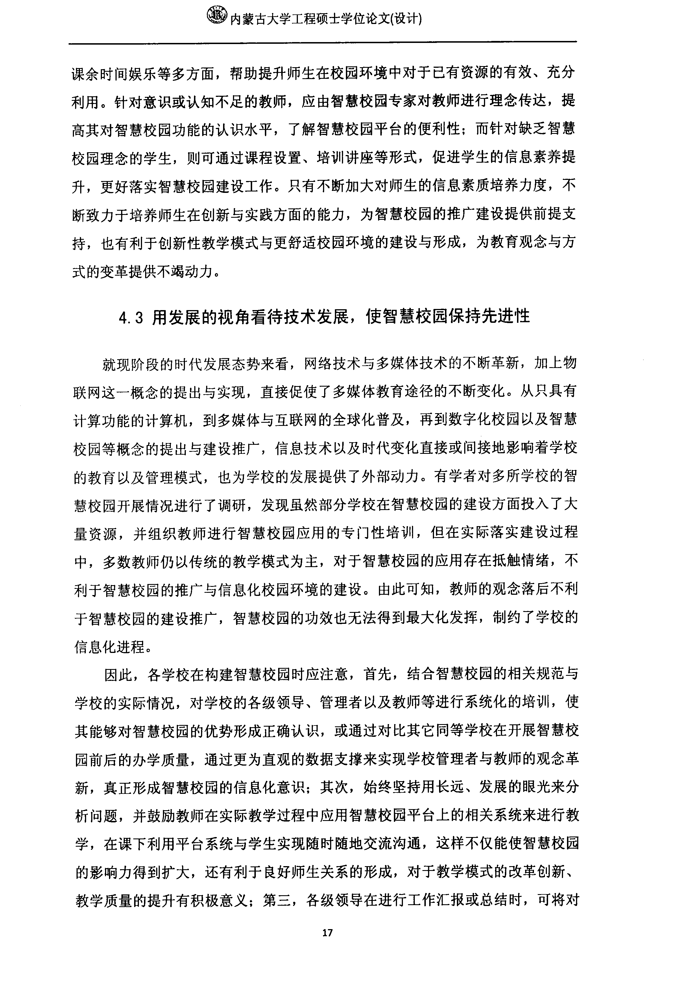 内蒙古大学工程硕士学位论文(设计)
课余时间娱乐等多方面，帮助提升师生在校园环境中对于已有资源的有效、充分
利用。针对意识或认知不足的教师，应由智慧校园专家对教师进行理念传达，提
高其对智慧校园功能的认识水平，了解智慧校园平台的便利性；而针对缺乏智慧
校园理念的学生，则可通过课程设置、培训讲座等形式，促进学生的信息素养提
升，更好落实智慧校园建设工作。只有不断加大对师生的信息素质培养力度，不
断致力于培养师生在创新与实践方面的能力，为智慧校园的推广建设提供前提支
持，也有利于创新性教学模式与更舒适校园环境的建设与形成，为教育观念与方
式的变革提供不竭动力。
4.3 用发展的视角看待技术发展，使智慧校园保持先进性
就现阶段的时代发展态势来看，网络技术与多媒体技术的不断革新，加上物
联网这一概念的提出与实现，直接促使了多媒体教育途径的不断变化。从只具有
计算功能的计算机，到多媒体与互联网的全球化普及，再到数字化校园以及智慧
校园等概念的提出与建设推广，信息技术以及时代变化直接或间接地影响着学校
的教育以及管理模式，也为学校的发展提供了外部动力。有学者对多所学校的智
慧校园开展情况进行了调研，发现虽然部分学校在智慧校园的建设方面投入了大
量资源，并组织教师进行智慧校园应用的专门性培训，但在实际落实建设过程
中，多数教师仍以传统的教学模式为主，对于智慧校园的应用存在抵触情绪，不
利于智慧校园的推广与信息化校园环境的建设。由此可知，教师的观念落后不利
于智慧校园的建设推广，智慧校园的功效也无法得到最大化发挥，制约了学校的
信息化进程。
因此，各学校在构建智慧校园时应注意，首先，结合智慧校园的相关规范与
学校的实际情况，对学校的各级领导、管理者以及教师等进行系统化的培训，使
其能够对智慧校园的优势形成正确认识，或通过对比其它同等学校在开展智慧校
园前后的办学质量，通过更为直观的数据支撑来实现学校管理者与教师的观念革
新，真正形成智慧校园的信息化意识；其次，始终坚持用长远、发展的眼光来分
析问题，并鼓励教师在实际教学过程中应用智慧校园平台上的相关系统来进行教
学，在课下利用平台系统与学生实现随时随地交流沟通，这样不仅能使智慧校园
的影响力得到扩大，还有利于良好师生关系的形成，对于教学模式的改革创新、
教学质量的提升有积极意义；第三，各级领导在进行工作汇报或总结时，可将对
17